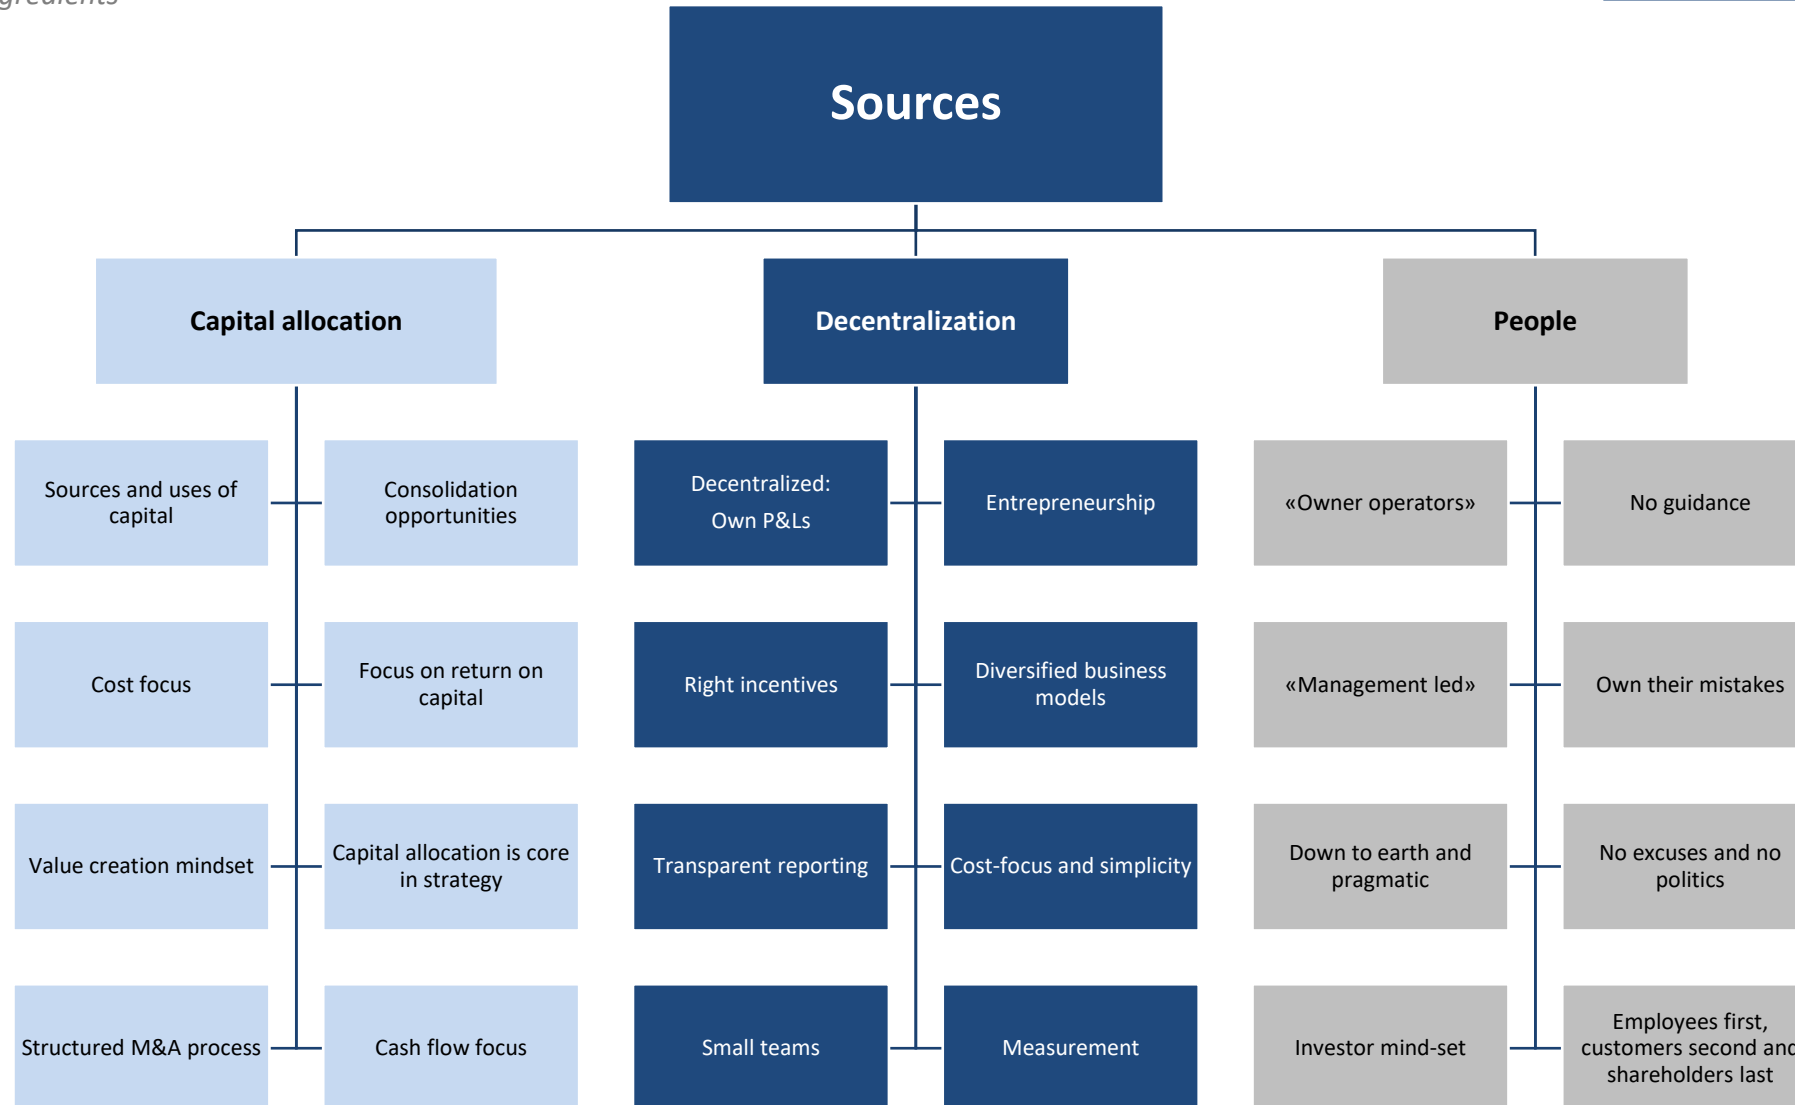 Sources
Capital allocation
Decentralization
People
Sources and uses of
capital
Consolidation
opportunities
Decentralized:
Own P&Ls
Entrepreneurship
«Owner operators»
No guidance
Cost focus
Focus on return on
capital
Right incentives
Diversified business
models
«Management led»
Own their mistakes
Value creation mindset
Capital allocation is core
in strategy
Transparent reporting
Cost-focus and simplicity
Down to earth and
pragmatic
No excuses and no
politics
Structured M&A process
Cash flow focus
Small teams
Measurement
Investor mind-set
Employees first,
customers second and
shareholders last